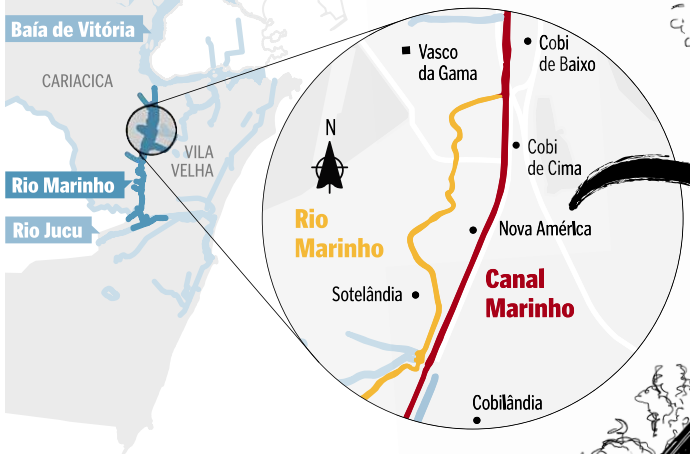 Baía de Vitória
CARIACICA
VILA
VELHA
Rio Marinho
Rio Jucu
Vasco
da Gama
Cobi
de Baixo
N
Cobi
de Cima
Rio
Marinho
Nova América
Sotelândia
Canal
Marinho
Cobilândia